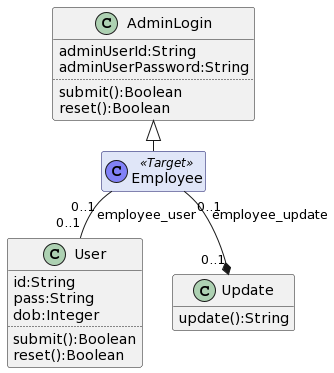 C AdminLogin
adminUserId:String
adminUserPassword:String
submit():Boolean
reset():Boolean
C «Target»
Employee
0..1 employee_user
0..1
0..1 employee_update
0..1
C User
id:String
pass:String
dob:Integer
submit():Boolean
reset():Boolean
C Update
update():String